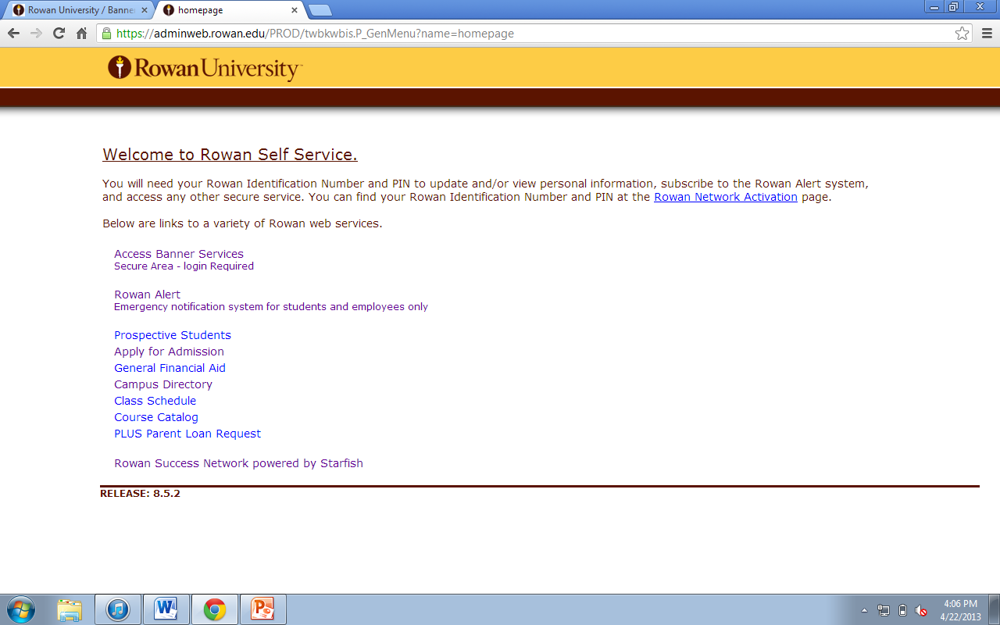 Rowan University / Banne
homepage
https://adminweb.rowan.edu/PROD/twbkwbis.P_GenMenu?name=homepage
Rowan University™
Welcome to Rowan Self Service.
You will need your Rowan Identification Number and PIN to update and/or view personal information, subscribe to the Rowan Alert system,
and access any other secure service. You can find your Rowan Identification Number and PIN at the Rowan Network Activation page.
Below are links to a variety of Rowan web services.
Access Banner Services
Secure Area - login Required
Rowan Alert
Emergency notification system for students and employees only
Prospective Students
Apply for Admission
General Financial Aid
Campus Directory
Class Schedule
Course Catalog
PLUS Parent Loan Request
Rowan Success Network powered by Starfish
RELEASE: 8.5.2
4:06 PM
4/22/2013